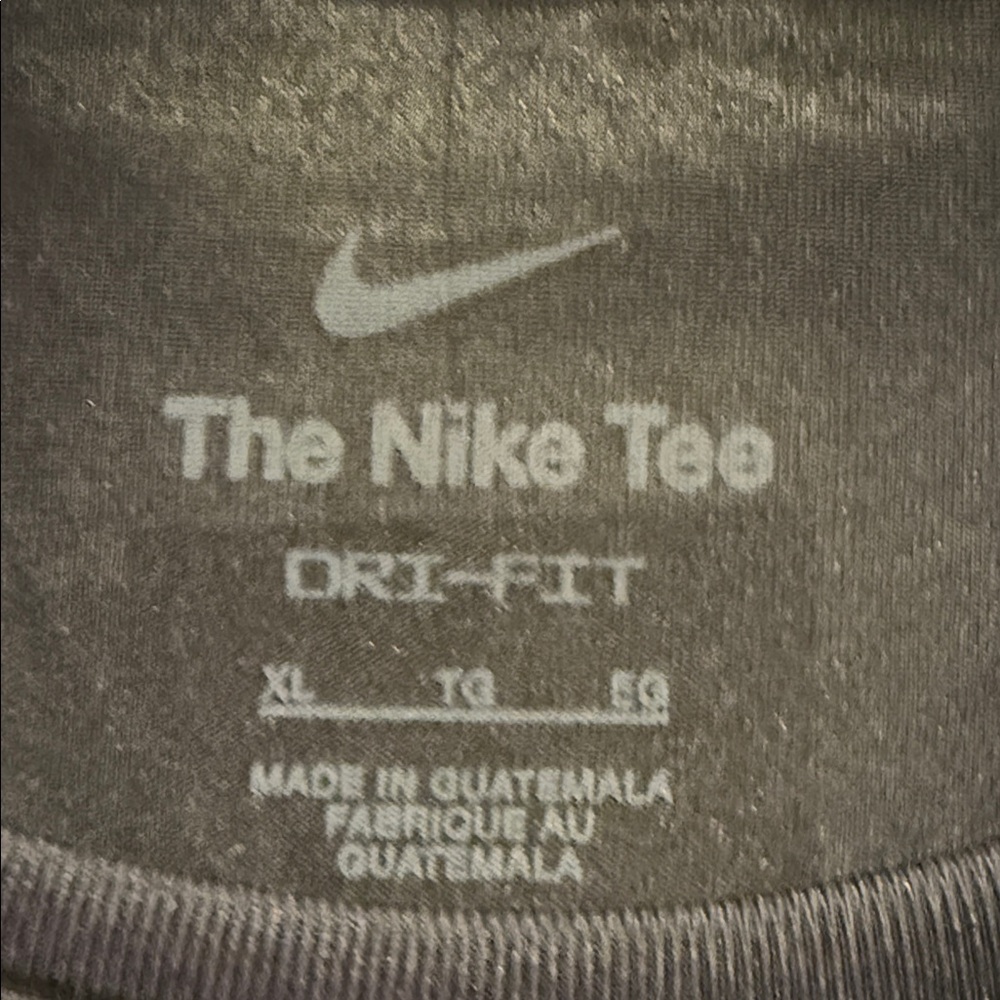 The Nike Tee
DRI-FIT
XL TG EG
MADE IN GUATEMALA
FABRIQUE AU
GUATEMALA